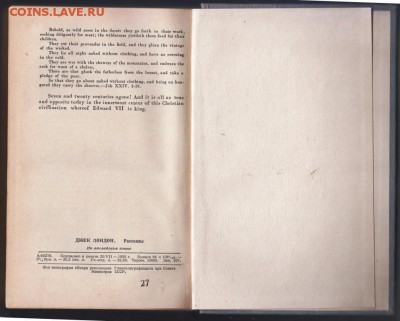 COINS.LAVE.RU
Behold, as wild asses in the desert they go forth to their work,
seeking diligently for meat; the wilderness yieldeth them food for their
children.
They cut their provender in the field, and they glean the vintage
of the wicked.
They lie all night naked without clothing, and have no covering
in the cold.
They are wet with the showers of the mountains, and embrace the
rock for want of a shelter.
There are that pluck the fatherless from the breast, and take a
pledge of the poor.
So that they go about naked without clothing, and being an hun-
gered they carry the sheaves.—Job XXIV, 2-10.
Seven and twenty centuries agone! And it is all as true
and apposite today in the innermost centre of this Christian
civilisation whereof Edward VII is king.
ДЖЕК ЛОНДОН, Рассказы
На английском языке
277